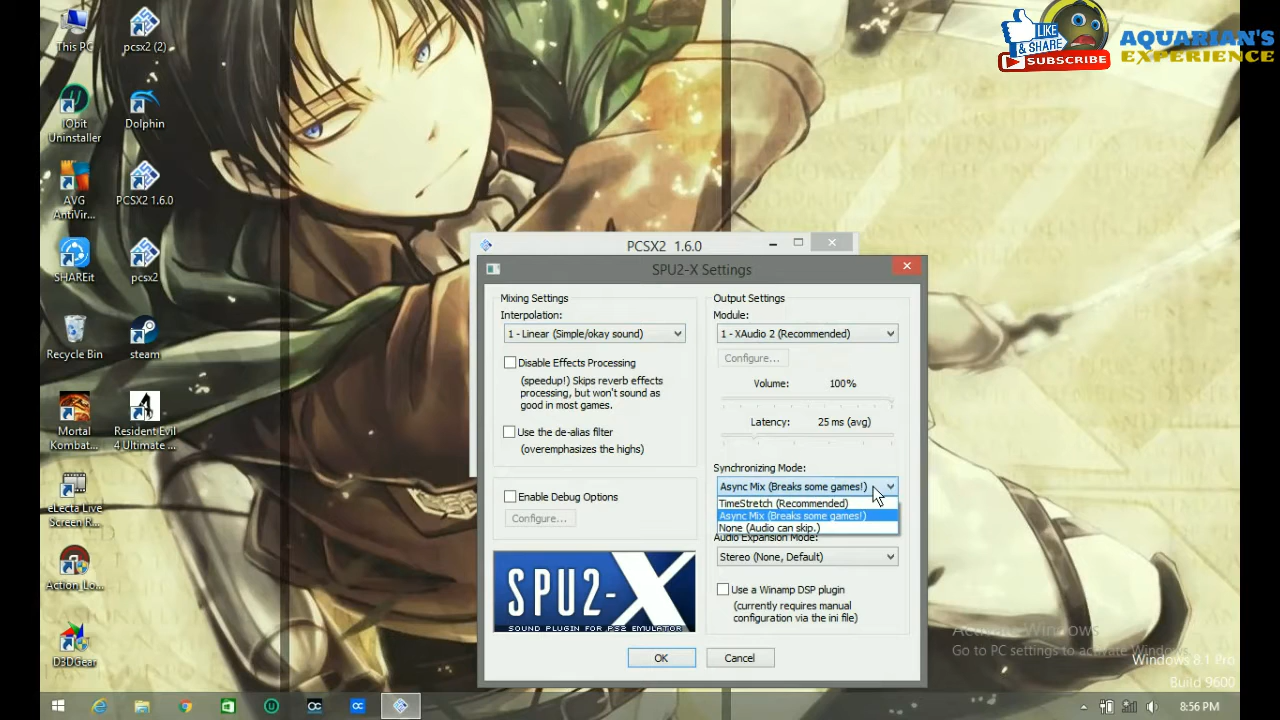 This PC
pcsx2 (2)
IObit
Uninstaller
Dolphin
AVG
AntiVir...
PCSX2 1.6.0
SHAREit
pcsx2
Recycle Bin
steam
Mortal
Kombat...
Resident Evil
4 Ultimate ...
eLecta Live
Screen R...
Action_Lo...
D3DGear
LIKE
& SHARE
SUBSCRIBE
AQUARIAN'S
EXPERIENCE
PCSX2 1.6.0
SPU2-X Settings
Mixing Settings
Interpolation:
1 - Linear (Simple/okay sound)
Disable Effects Processing
(speedup!) Skips reverb effects
processing, but won't sound as
good in most games.
Use the de-alias filter
(overemphasizes the highs)
Enable Debug Options
Configure...
SPU2-X
SOUND PLUGIN FOR PS2 EMULATOR
Output Settings
Module:
1 - XAudio 2 (Recommended)
Configure...
Volume: 100%
Latency: 25 ms (avg)
Synchronizing Mode:
Async Mix (Breaks some games!)
TimeStretch (Recommended)
Async Mix (Breaks some games!)
None (Audio can skip.)
Audio Expansion Mode:
Stereo (None, Default)
Use a Winamp DSP plugin
(currently requires manual
configuration via the ini file)
OK
Cancel
Activate Windows
Go to PC settings to activate Windows.
Windows 8.1 Pro
Build 9600
8:56 PM